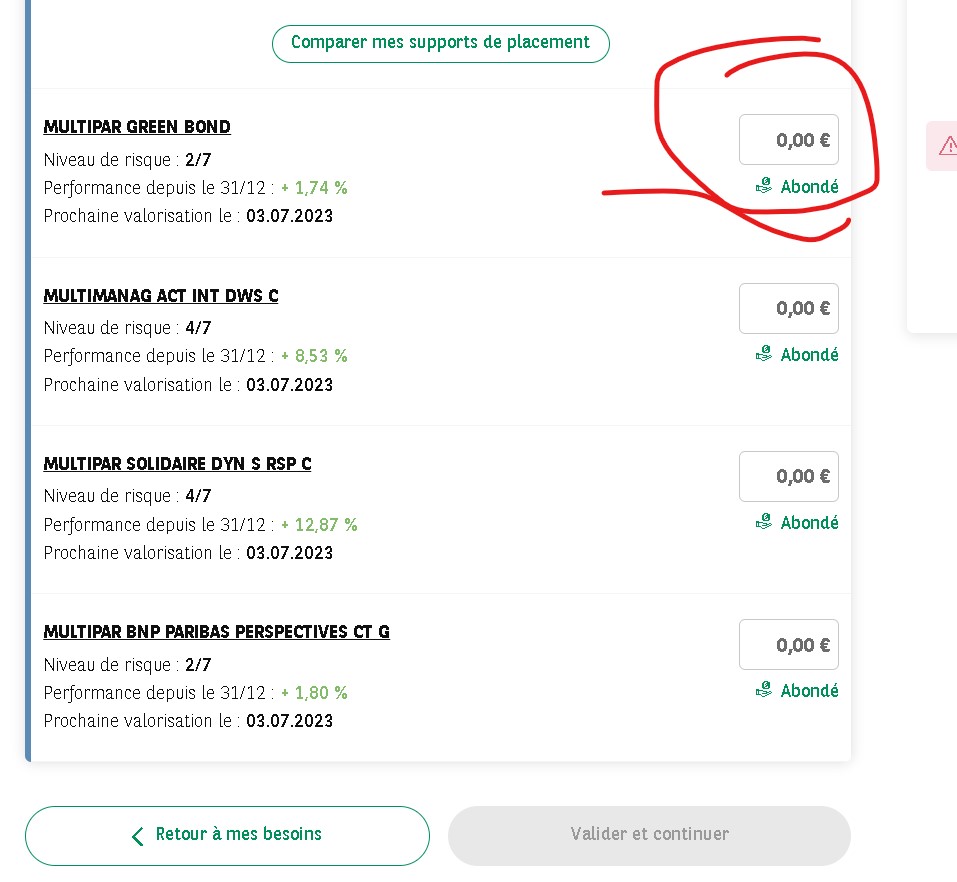 Comparer mes supports de placement
MULTIPAR GREEN BOND
0,00 €
Niveau de risque : 2/7
Performance depuis le 31/12 : + 1,74 %
Abondé
Prochaine valorisation le : 03.07.2023
MULTIMANAG ACT INT DWS C
0,00 €
Niveau de risque : 4/7
Performance depuis le 31/12 : + 8,53 %
Abondé
Prochaine valorisation le : 03.07.2023
MULTIPAR SOLIDAIRE DYN S RSP C
0,00 €
Niveau de risque : 4/7
Performance depuis le 31/12 : + 12,87 %
Abondé
Prochaine valorisation le : 03.07.2023
MULTIPAR BNP PARIBAS PERSPECTIVES CT G
0,00 €
Niveau de risque : 2/7
Performance depuis le 31/12 : + 1,80 %
Abondé
Prochaine valorisation le : 03.07.2023
Retour à mes besoins
Valider et continuer